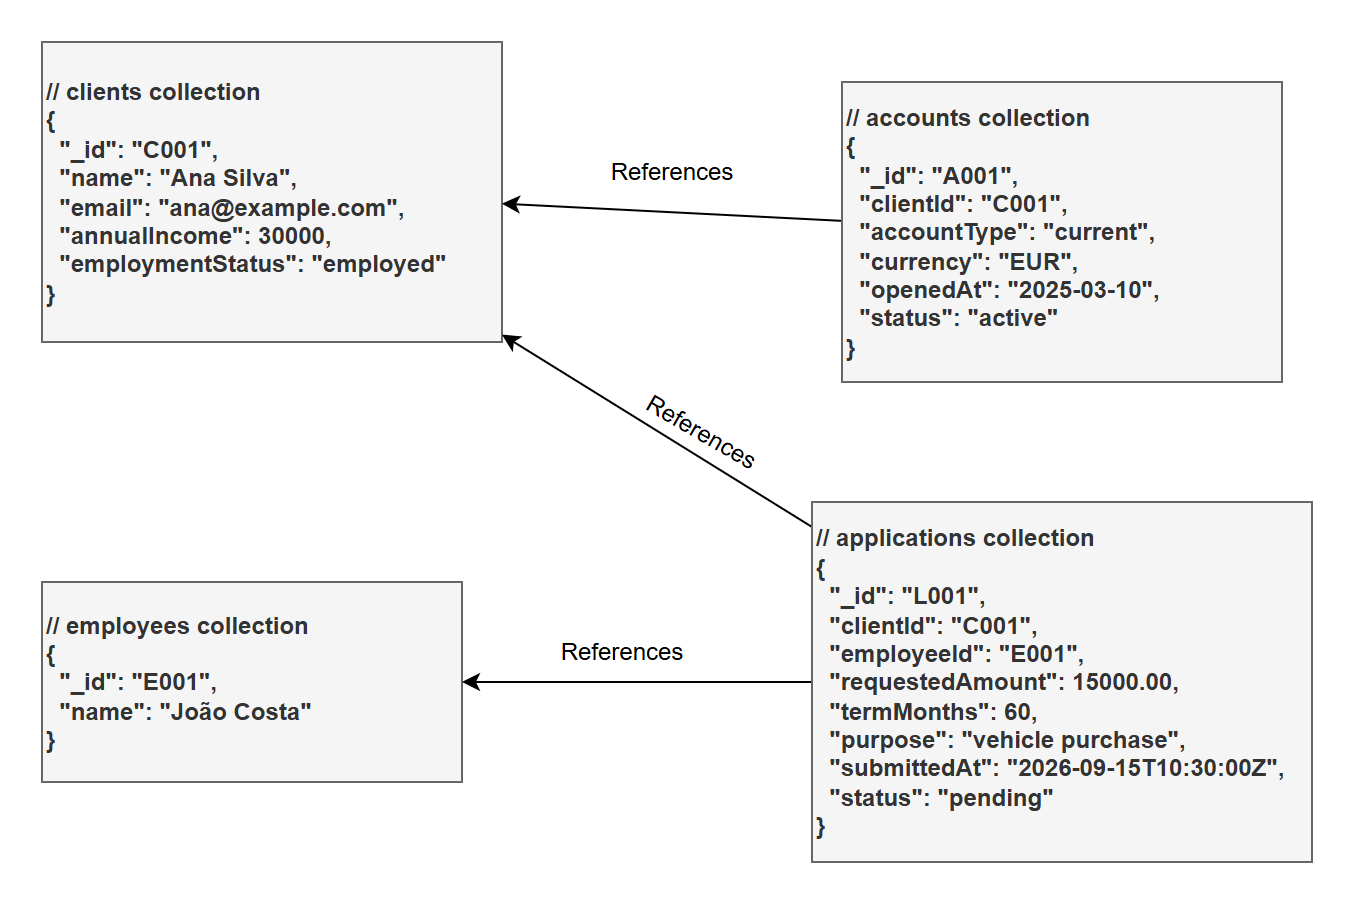 // clients collection
{
"_id": "C001",
"name": "Ana Silva",
"email": "ana@example.com",
"annualIncome": 30000,
"employmentStatus": "employed"
}
References
// accounts collection
{
"_id": "A001",
"clientId": "C001",
"accountType": "current",
"currency": "EUR",
"openedAt": "2025-03-10",
"status": "active"
}
References
// employees collection
{
"_id": "E001",
"name": "João Costa"
}
References
// applications collection
{
"_id": "L001",
"clientId": "C001",
"employeeId": "E001",
"requestedAmount": 15000.00,
"termMonths": 60,
"purpose": "vehicle purchase",
"submittedAt": "2026-09-15T10:30:00Z",
"status": "pending"
}